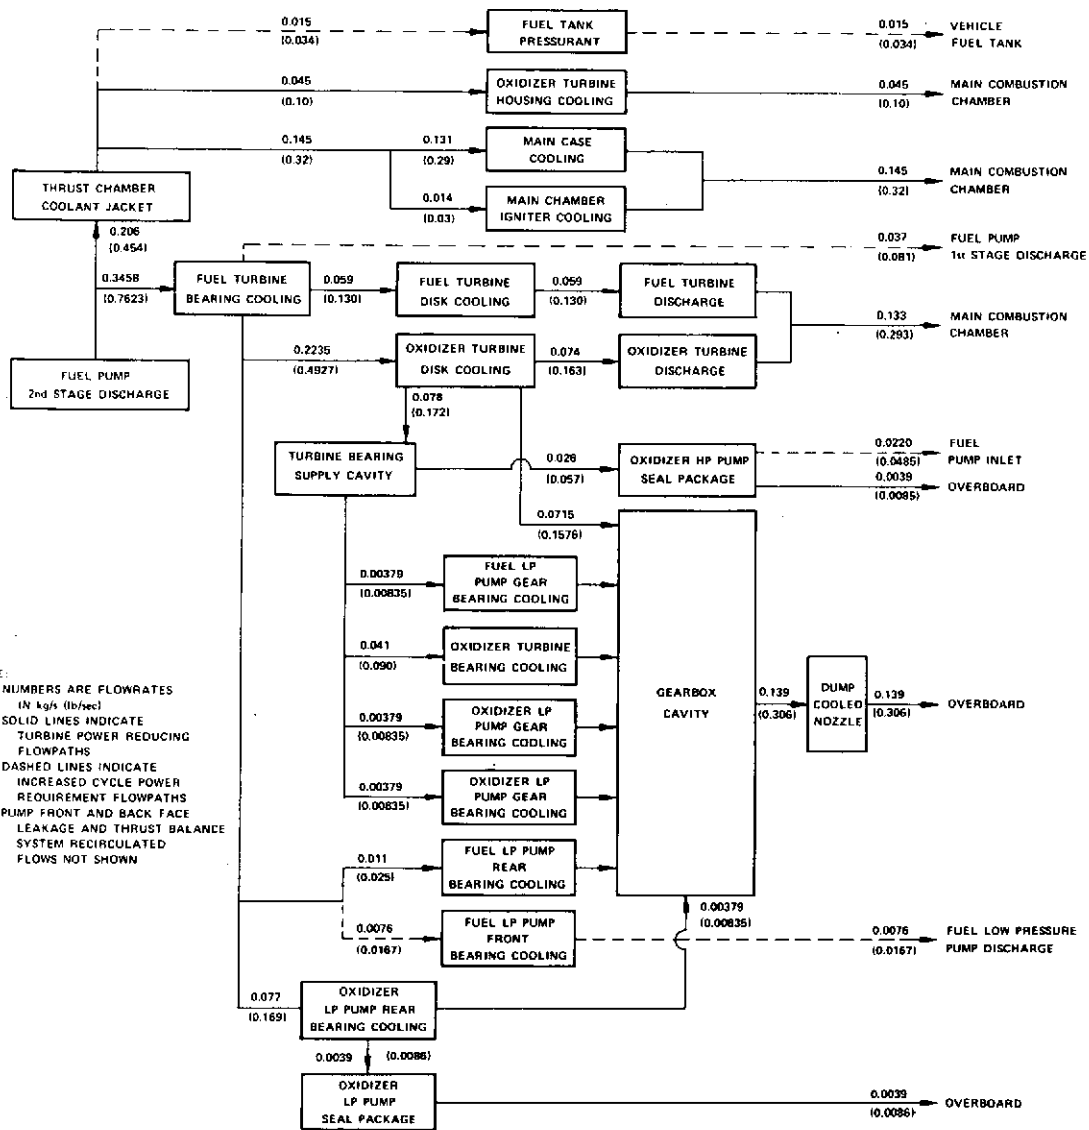 0.015
(0.034)
FUEL TANK
PRESSURANT
0.015
(0.034)
VEHICLE
FUEL TANK
0.045
(0.10)
OXIDIZER TURBINE
HOUSING COOLING
0.045
(0.10)
MAIN COMBUSTION
CHAMBER
0.145
(0.32)
0.131
(0.29)
MAIN CASE
COOLING
0.014
(0.03)
MAIN CHAMBER
IGNITER COOLING
0.145
(0.32)
MAIN COMBUSTION
CHAMBER
THRUST CHAMBER
COOLANT JACKET
0.206
(0.454)
0.037
(0.081)
FUEL PUMP
1st STAGE DISCHARGE
0.3458
(0.7623)
FUEL TURBINE
BEARING COOLING
0.059
(0.130)
FUEL TURBINE
DISK COOLING
0.059
(0.130)
FUEL TURBINE
DISCHARGE
0.133
(0.293)
MAIN COMBUSTION
CHAMBER
0.2235
(0.4927)
OXIDIZER TURBINE
DISK COOLING
0.074
(0.163)
OXIDIZER TURBINE
DISCHARGE
FUEL PUMP
2nd STAGE DISCHARGE
0.078
(0.172)
TURBINE BEARING
SUPPLY CAVITY
0.026
(0.057)
OXIDIZER HP PUMP
SEAL PACKAGE
0.0220
(0.0485)
FUEL
PUMP INLET
0.0039
(0.0085)
OVERBOARD
0.0715
(0.1576)
0.00379
(0.00835)
FUEL LP
PUMP GEAR
BEARING COOLING
0.041
(0.090)
OXIDIZER TURBINE
BEARING COOLING
0.00379
(0.00835)
OXIDIZER LP
PUMP GEAR
BEARING COOLING
0.00379
(0.00835)
OXIDIZER LP
PUMP GEAR
BEARING COOLING
GEARBOX
CAVITY
0.139
(0.306)
DUMP
COOLED
NOZZLE
0.139
(0.306)
OVERBOARD
E:
NUMBERS ARE FLOWRATES
IN kg/s (lb/sec)
SOLID LINES INDICATE
TURBINE POWER REDUCING
FLOWPATHS
DASHED LINES INDICATE
INCREASED CYCLE POWER
REQUIREMENT FLOWPATHS
PUMP FRONT AND BACK FACE
LEAKAGE AND THRUST BALANCE
SYSTEM RECIRCULATED
FLOWS NOT SHOWN
0.011
(0.025)
FUEL LP PUMP
REAR
BEARING COOLING
0.0076
(0.0167)
FUEL LP PUMP
FRONT
BEARING COOLING
0.00379
(0.00835)
0.0076
(0.0167)
FUEL LOW PRESSURE
PUMP DISCHARGE
0.077
(0.169)
OXIDIZER
LP PUMP REAR
BEARING COOLING
0.0039 (0.0086)
OXIDIZER
LP PUMP
SEAL PACKAGE
0.0039
(0.0086)
OVERBOARD